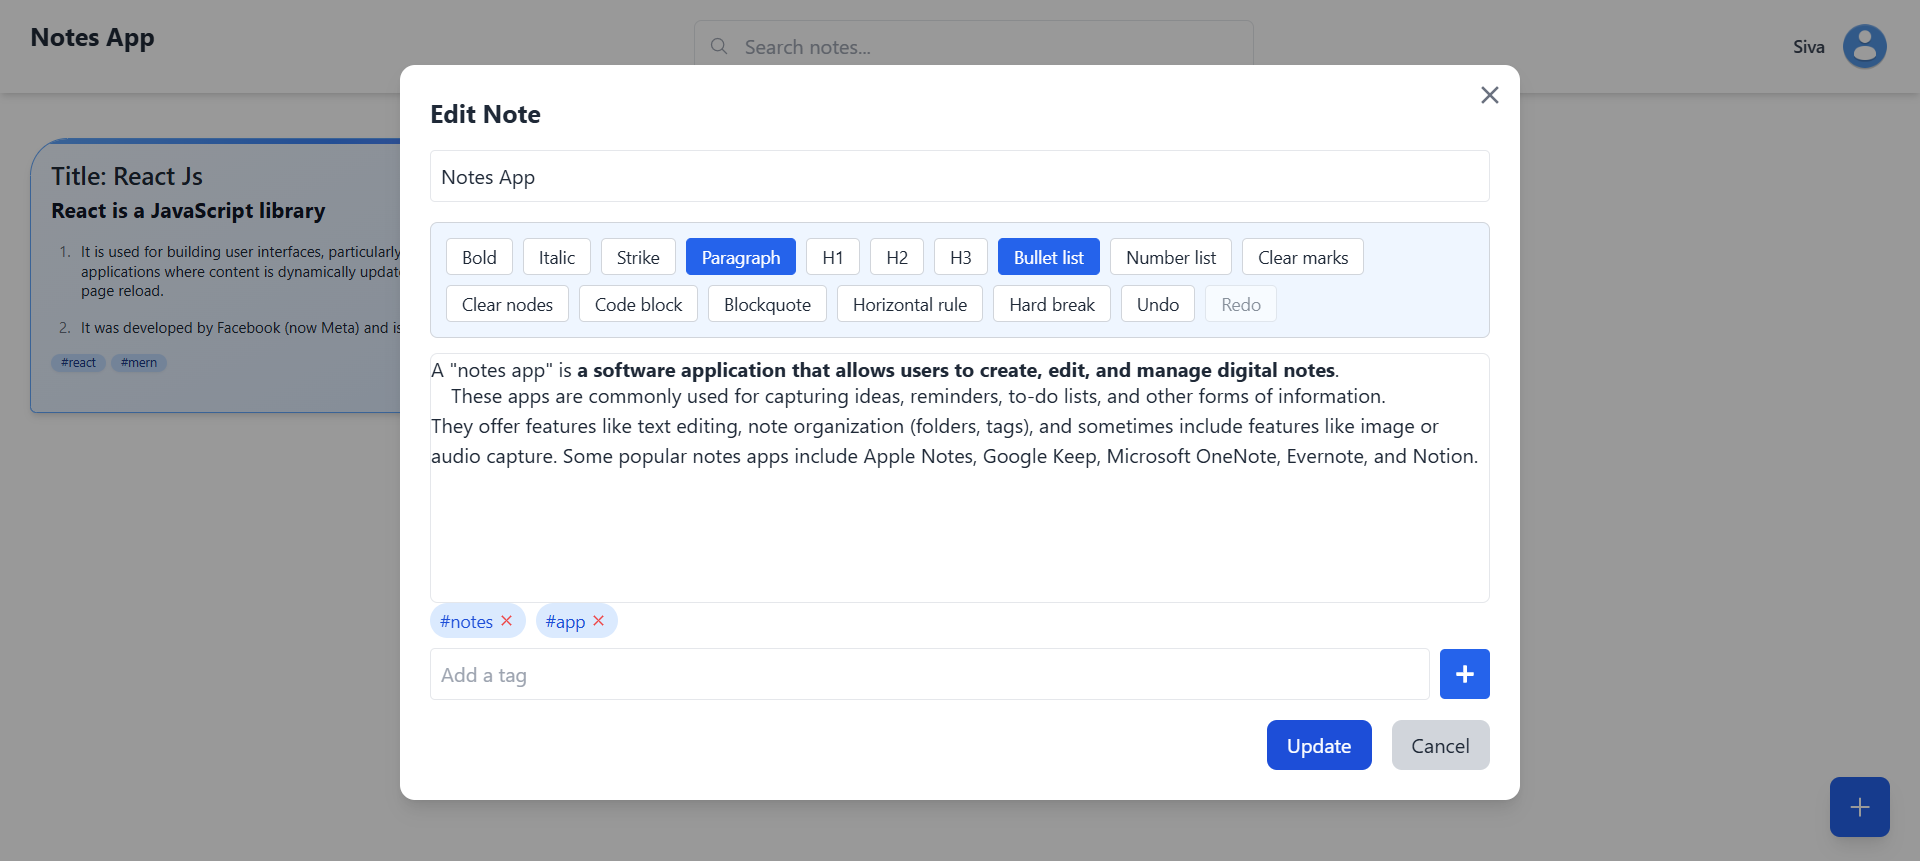 Notes App
Search notes...
Siva
Title: React Js
React is a JavaScript library
1. It is used for building user interfaces, particularly
applications where content is dynamically
page reload.
2. It was developed by Facebook (now Meta) and is
#react #mern
Edit Note
Notes App
Bold Italic Strike Paragraph H1 H2 H3 Bullet list Number list Clear marks
Clear nodes Code block Blockquote Horizontal rule Hard break Undo Redo
A "notes app" is a software application that allows users to create, edit, and manage digital notes.
These apps are commonly used for capturing ideas, reminders, to-do lists, and other forms of information.
They offer features like text editing, note organization (folders, tags), and sometimes include features like image or
audio capture. Some popular notes apps include Apple Notes, Google Keep, Microsoft OneNote, Evernote, and Notion.
#notes #app
Add a tag
Update Cancel